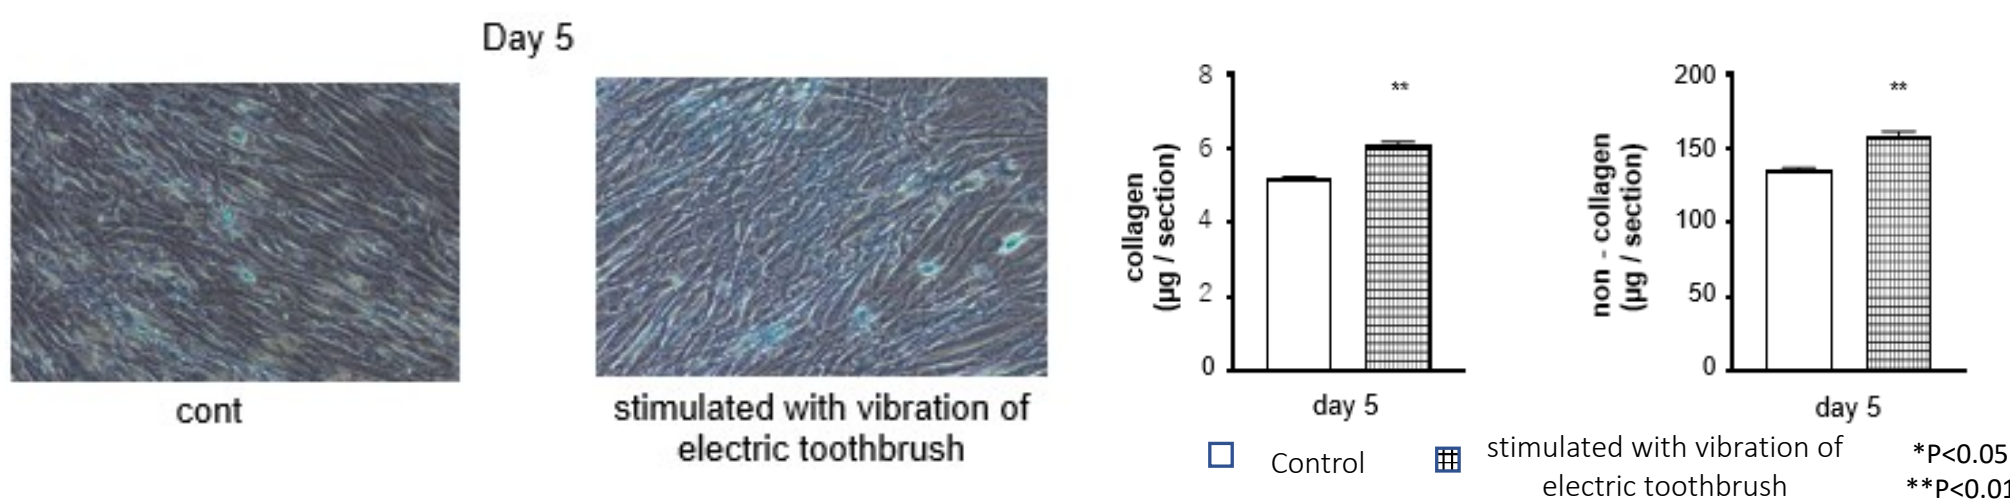 Day 5
cont
stimulated with vibration of
electric toothbrush
8
6
4
2
0
collagen
(µg / section)
**
day 5
200
150
100
50
0
non - collagen
(µg / section)
**
day 5
Control
stimulated with vibration of
electric toothbrush
*P<0.05
**P<0.01